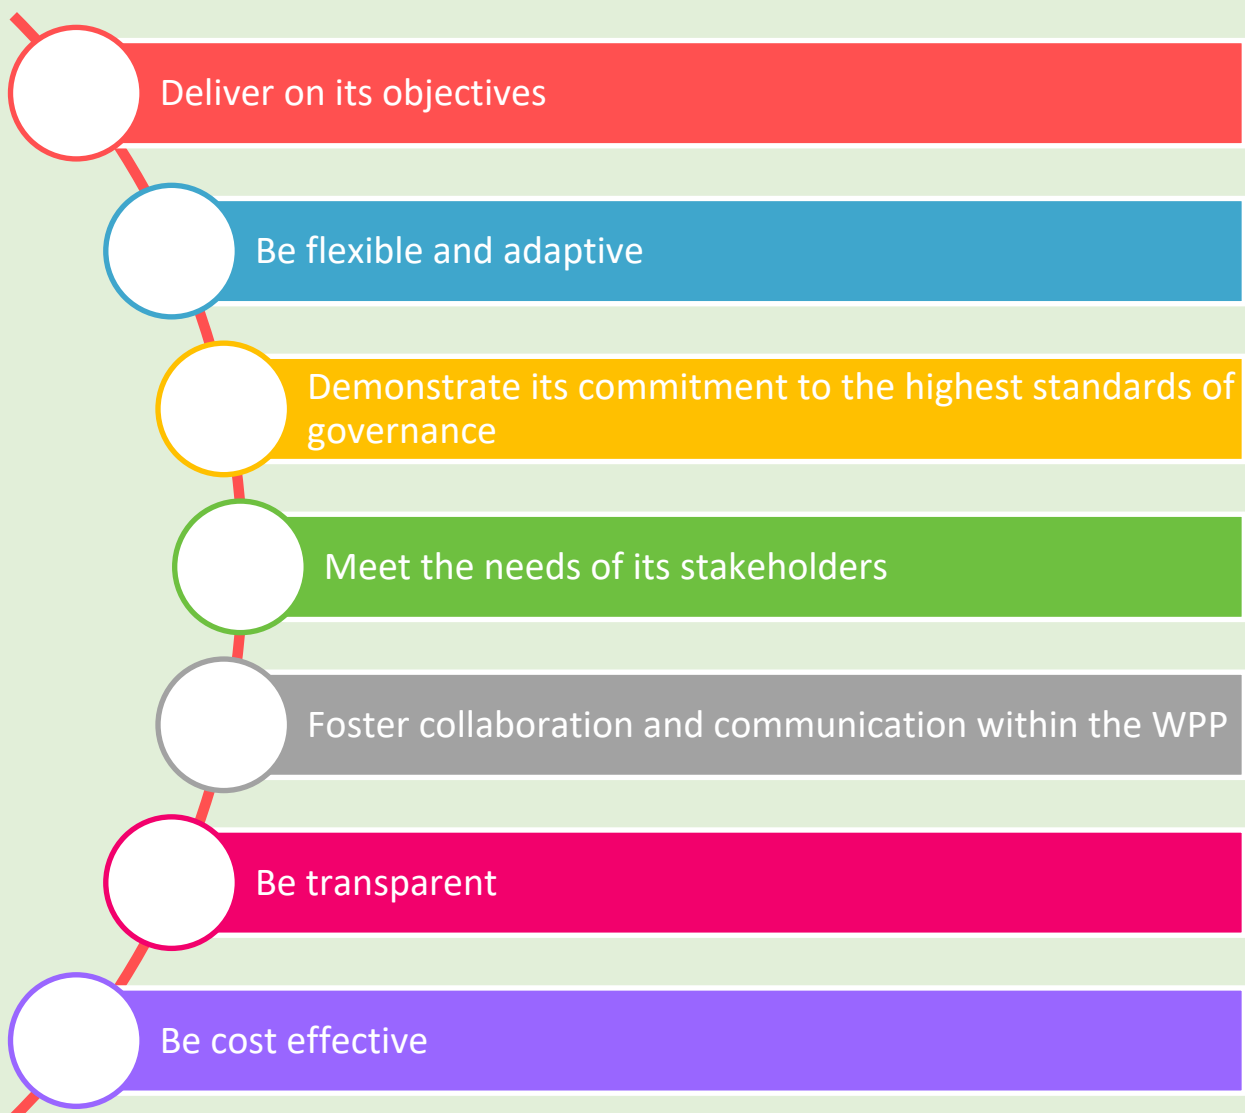 Deliver on its objectives
Be flexible and adaptive
Demonstrate its commitment to the highest standards of
governance
Meet the needs of its stakeholders
Foster collaboration and communication within the WPP
Be transparent
Be cost effective